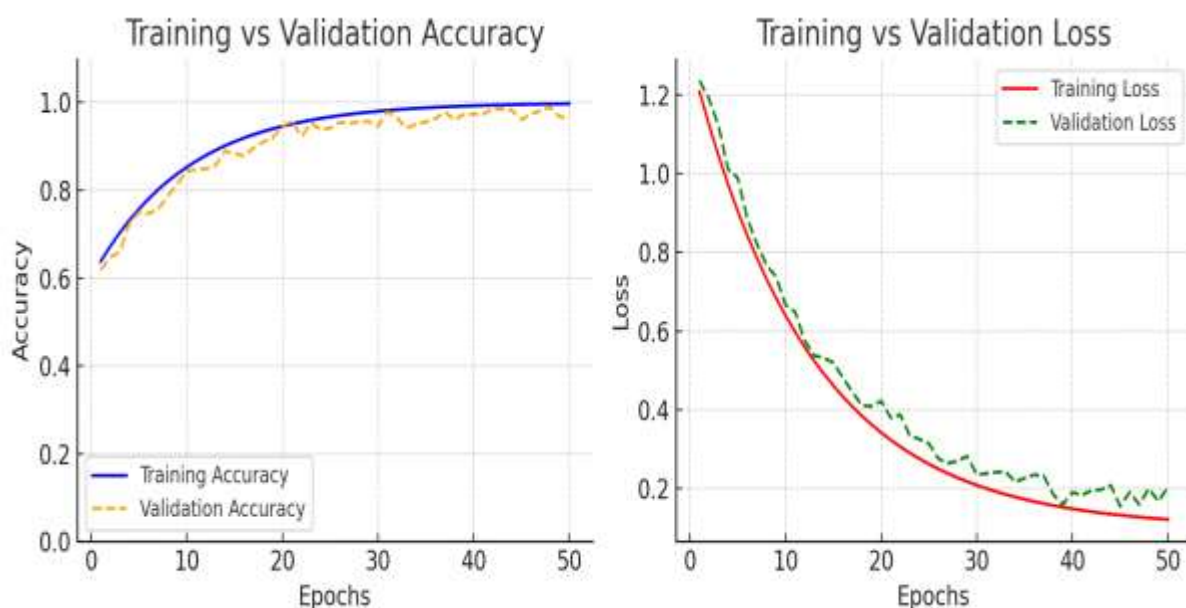 Training vs Validation Accuracy
1.0
0.8
0.6
0.4
0.2
0.0
Accuracy
Training Accuracy
Validation Accuracy
0 10 20 30 40 50
Epochs
Training vs Validation Loss
1.2
1.0
0.8
0.6
0.4
0.2
Loss
Training Loss
Validation Loss
0 10 20 30 40 50
Epochs